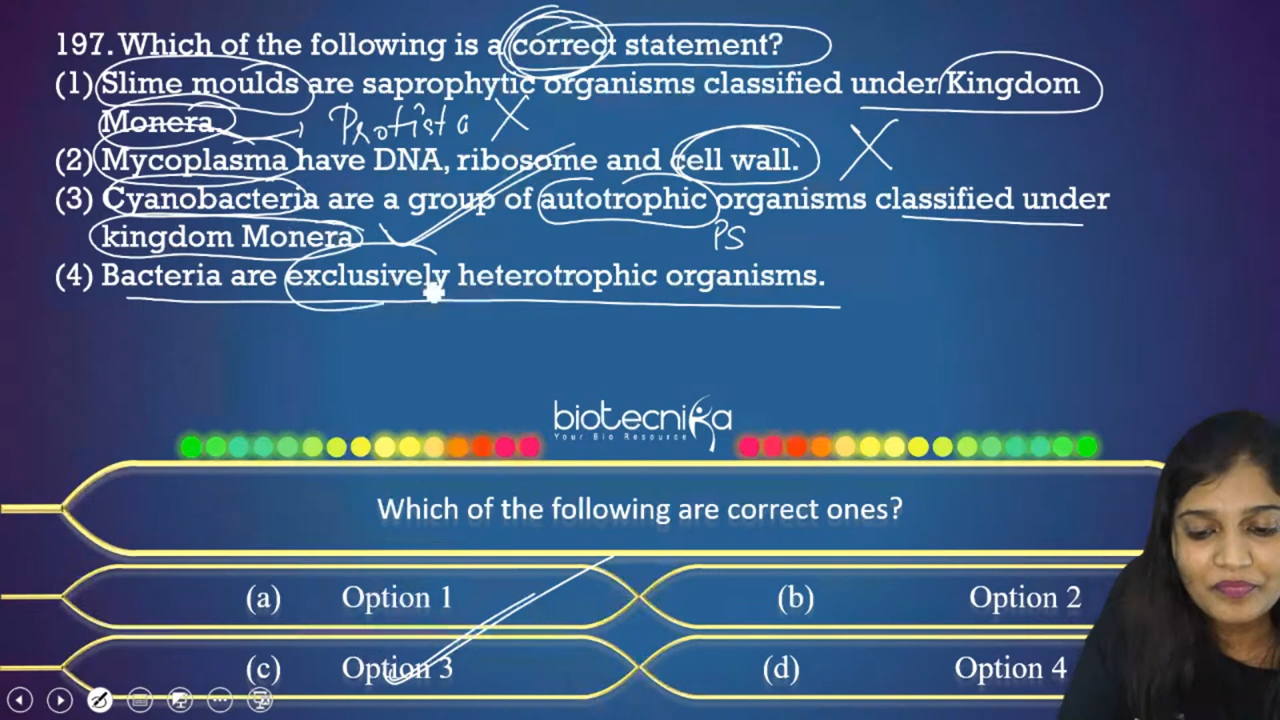 197. Which of the following is a correct statement?
(1) Slime moulds are saprophytic organisms classified under Kingdom
Monera. Protista X
(2) Mycoplasma have DNA, ribosome and cell wall. X
(3) Cyanobacteria are a group of autotrophic organisms classified under
kingdom Monera PS
(4) Bacteria are exclusively heterotrophic organisms.
biotecnika
Your Bio Resource
Which of the following are correct ones?
(a) Option 1 (b) Option 2
(c) Option 3 (d) Option 4